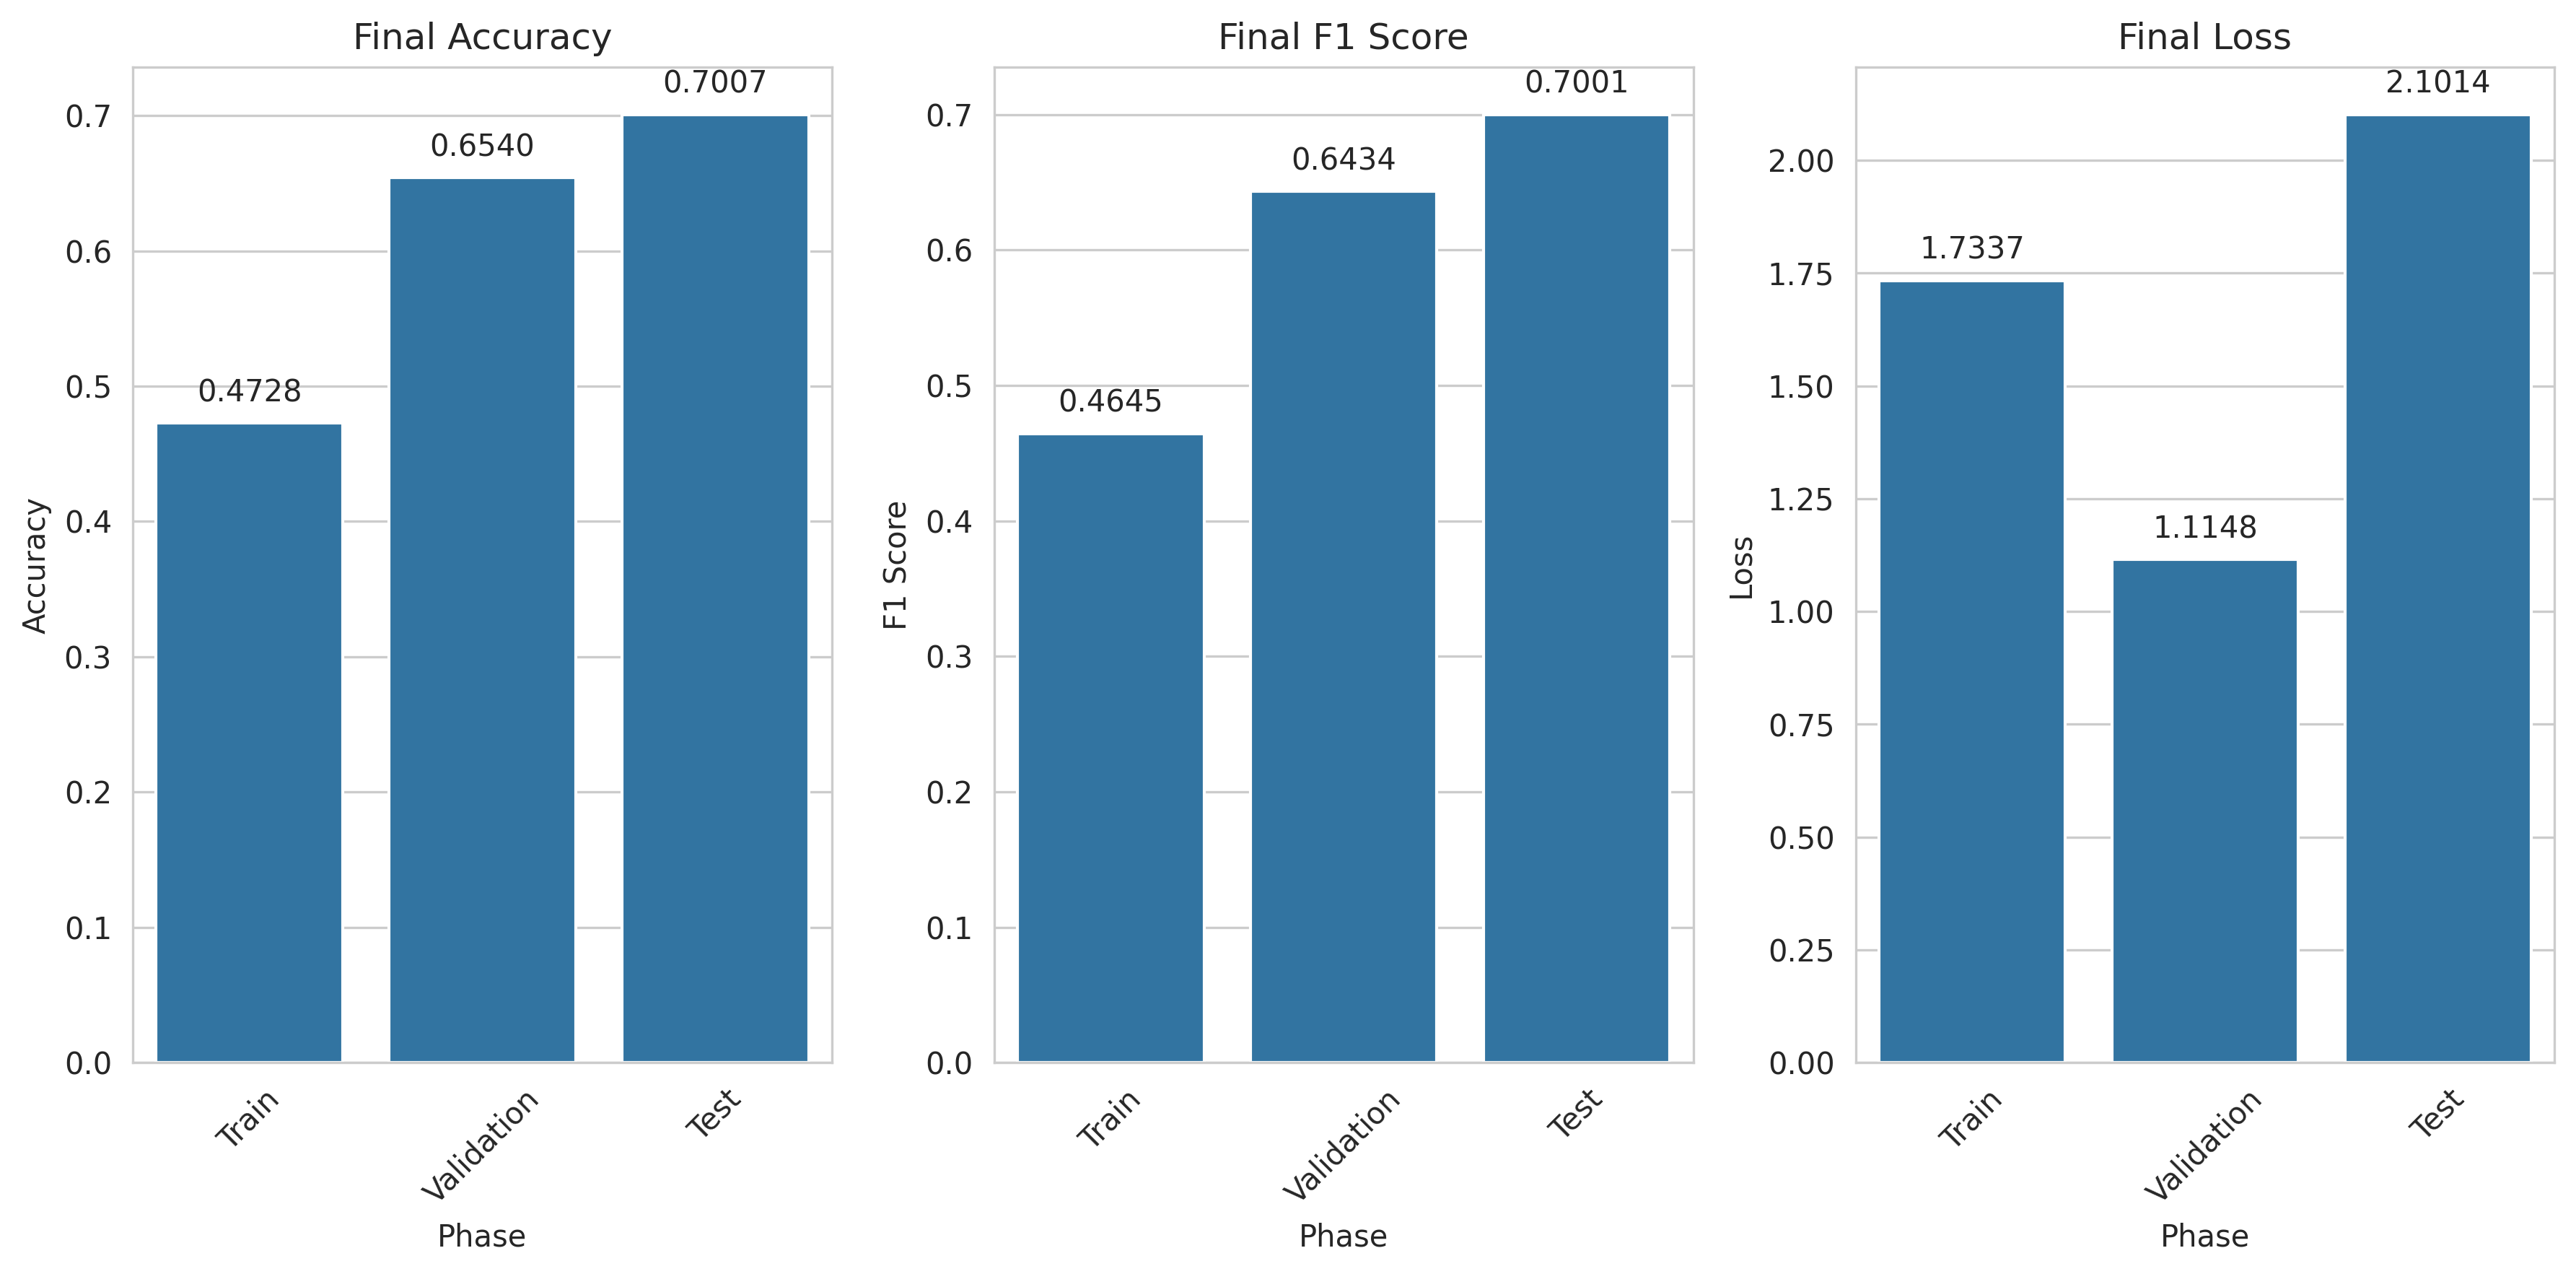 Final Accuracy
Accuracy
0.7
0.6
0.5
0.4
0.3
0.2
0.1
0.0
0.4728
0.6540
0.7007
Train
Validation
Test
Phase
Final F1 Score
F1 Score
0.7
0.6
0.5
0.4
0.3
0.2
0.1
0.0
0.4645
0.6434
0.7001
Train
Validation
Test
Phase
Final Loss
Loss
2.00
1.75
1.50
1.25
1.00
0.75
0.50
0.25
0.00
1.7337
1.1148
2.1014
Train
Validation
Test
Phase